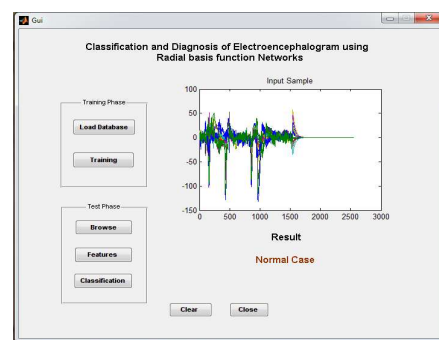 Gui
Classification and Diagnosis of Electroencephalogram using
Radial basis function Networks
Training Phase
Load Database
Training
Test Phase
Browse
Features
Classification
Input Sample
100
50
0
-50
-100
-150
0 500 1000 1500 2000 2500 3000
Result
Normal Case
Clear Close